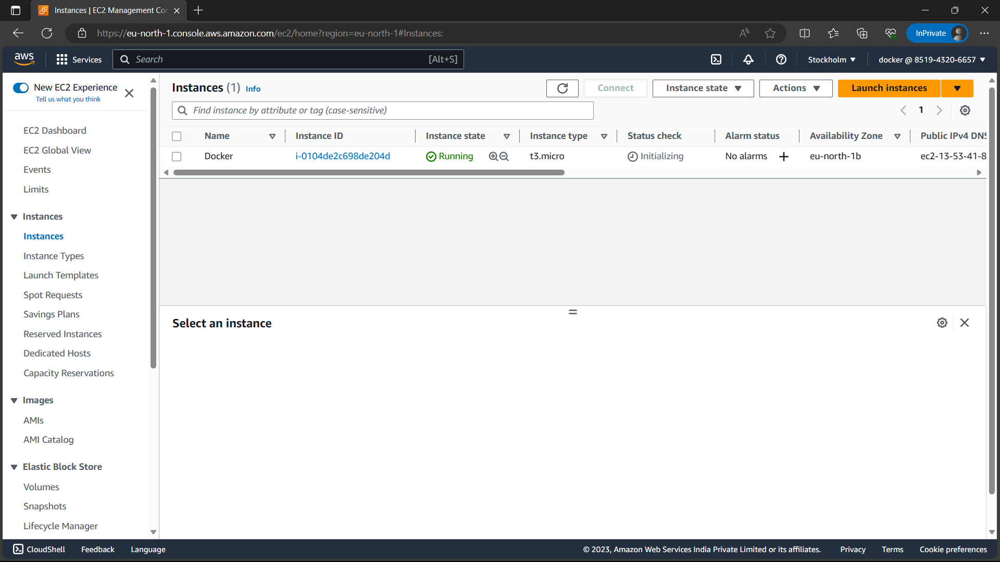 Instances | EC2 Management Co
https://eu-north-1.console.aws.amazon.com/ec2/home?region=eu-north-1#Instances:
InPrivate
aws
Services
Search
[Alt+S]
Stockholm
docker @ 8519-4320-6657
New EC2 Experience
Tell us what you think
EC2 Dashboard
EC2 Global View
Events
Limits
Instances
Instances
Instance Types
Launch Templates
Spot Requests
Savings Plans
Reserved Instances
Dedicated Hosts
Capacity Reservations
Images
AMIs
AMI Catalog
Elastic Block Store
Volumes
Snapshots
Lifecycle Manager
Instances (1) Info
Connect
Instance state
Actions
Launch instances
Find instance by attribute or tag (case-sensitive)
1
Name Instance ID Instance state Instance type Status check Alarm status Availability Zone Public IPv4 DNS
Docker i-0104de2c698de204d Running t3.micro Initializing No alarms + eu-north-1b ec2-13-53-41-8
Select an instance
CloudShell Feedback Language
© 2023, Amazon Web Services India Private Limited or its affiliates. Privacy Terms Cookie preferences